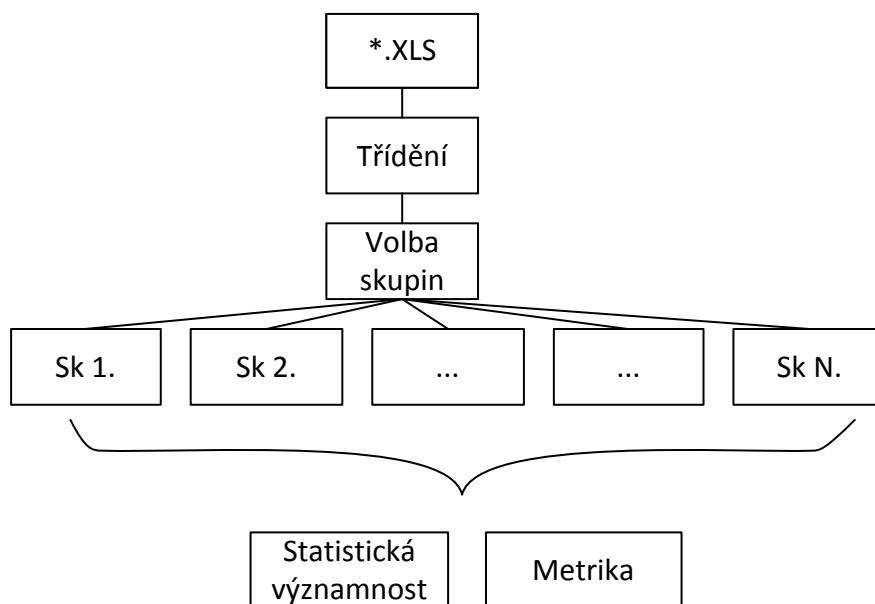 *.XLS
Třídění
Volba
skupin
Sk 1.
Sk 2.
...
...
Sk N.
Statistická
významnost
Metrika